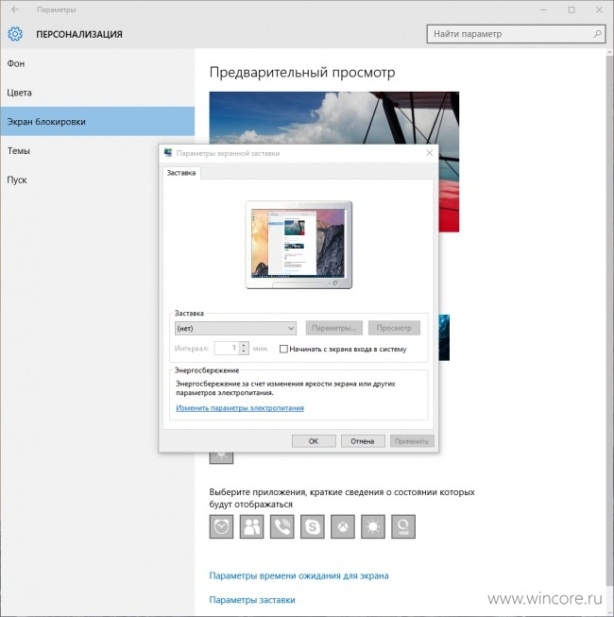 Параметры
ПЕРСОНАЛИЗАЦИЯ
Найти параметр
Фон
Цвета
Экран блокировки
Темы
Пуск
Предварительный просмотр
Параметры экранной заставки
Заставка
Заставка
(нет)
Параметры...
Просмотр
Интервал: 1 мин.
Начинать с экрана входа в систему
Энергосбережение
Энергосбережение за счет изменения яркости экрана или других
параметров электропитания.
Изменить параметры электропитания
ОК
Отмена
Применить
Выберите приложения, краткие сведения о состоянии которых
будут отображаться
Параметры времени ожидания для экрана
Параметры заставки
www.wincore.ru